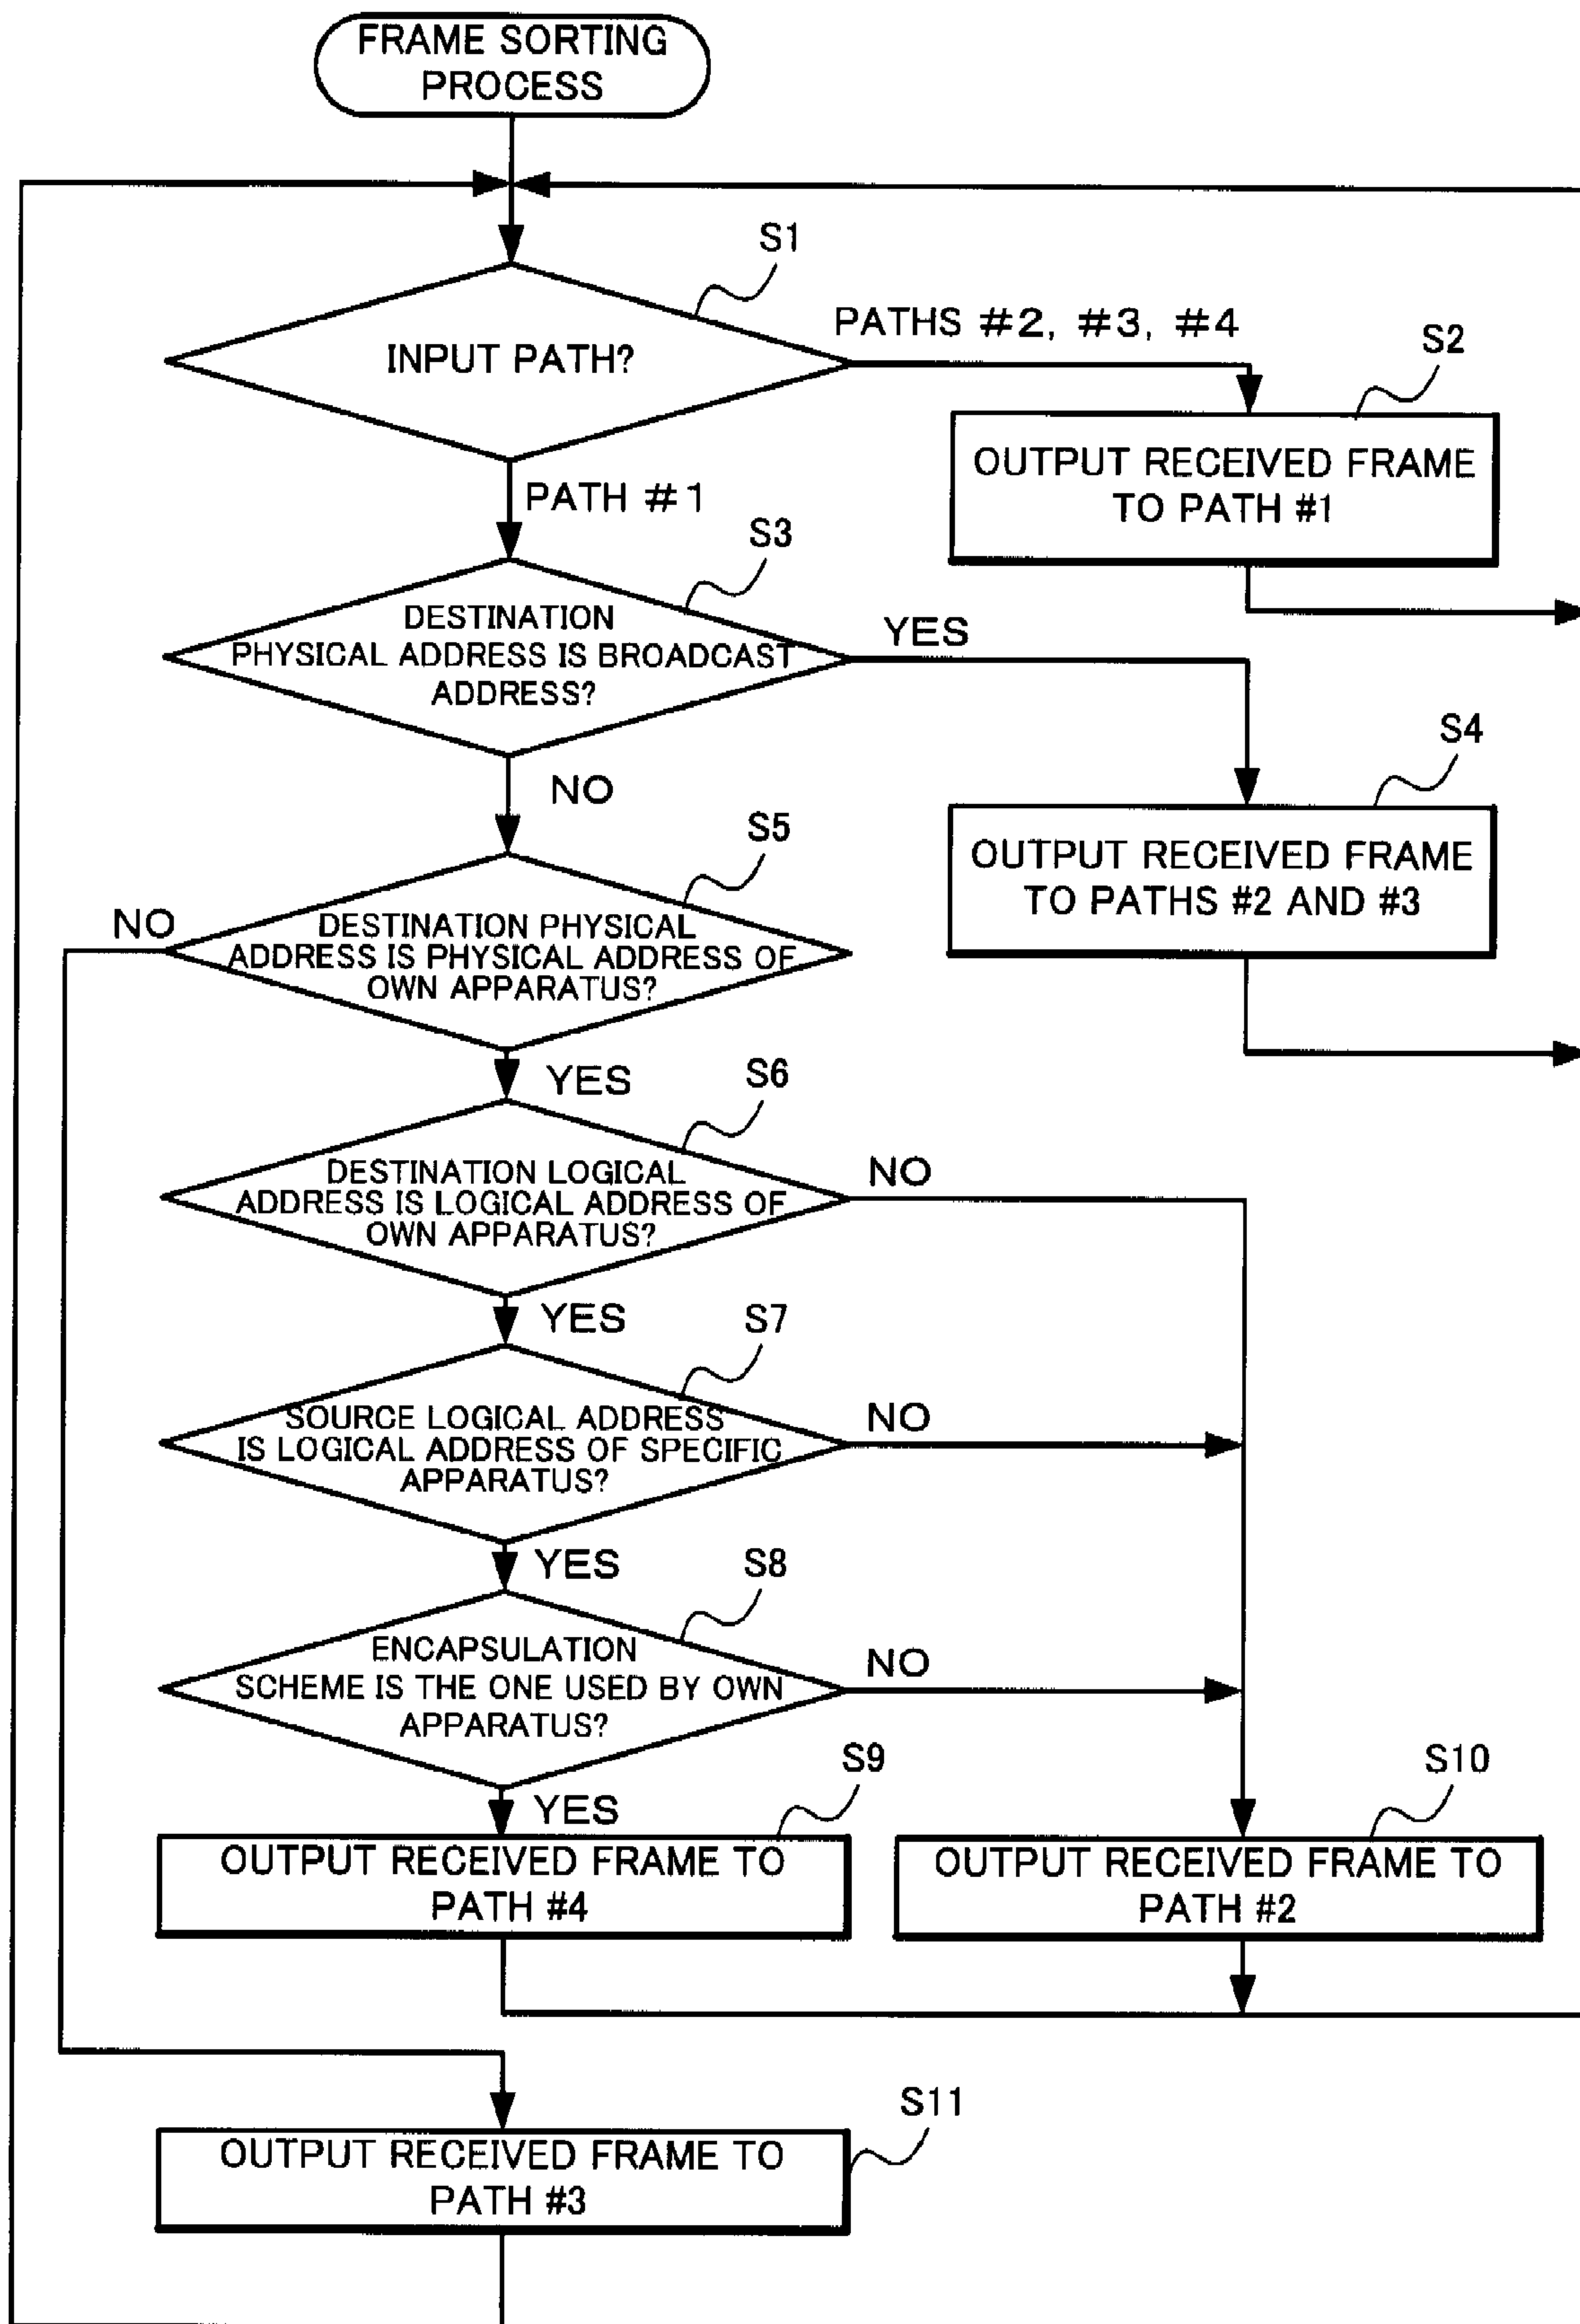 FRAME SORTING
PROCESS
S1
PATHS #2, #3, #4
INPUT PATH?
S2
OUTPUT RECEIVED FRAME
TO PATH #1
PATH #1
S3
DESTINATION
PHYSICAL ADDRESS IS BROADCAST
ADDRESS?
YES
S4
OUTPUT RECEIVED FRAME
TO PATHS #2 AND #3
NO
S5
NO
DESTINATION PHYSICAL
ADDRESS IS PHYSICAL ADDRESS OF
OWN APPARATUS?
YES
S6
DESTINATION LOGICAL
ADDRESS IS LOGICAL ADDRESS OF
OWN APPARATUS?
NO
YES
S7
SOURCE LOGICAL ADDRESS
IS LOGICAL ADDRESS OF SPECIFIC
APPARATUS?
NO
YES
S8
ENCAPSULATION
SCHEME IS THE ONE USED BY OWN
APPARATUS?
NO
YES
S9
OUTPUT RECEIVED FRAME TO
PATH #4
S10
OUTPUT RECEIVED FRAME TO
PATH #2
S11
OUTPUT RECEIVED FRAME TO
PATH #3